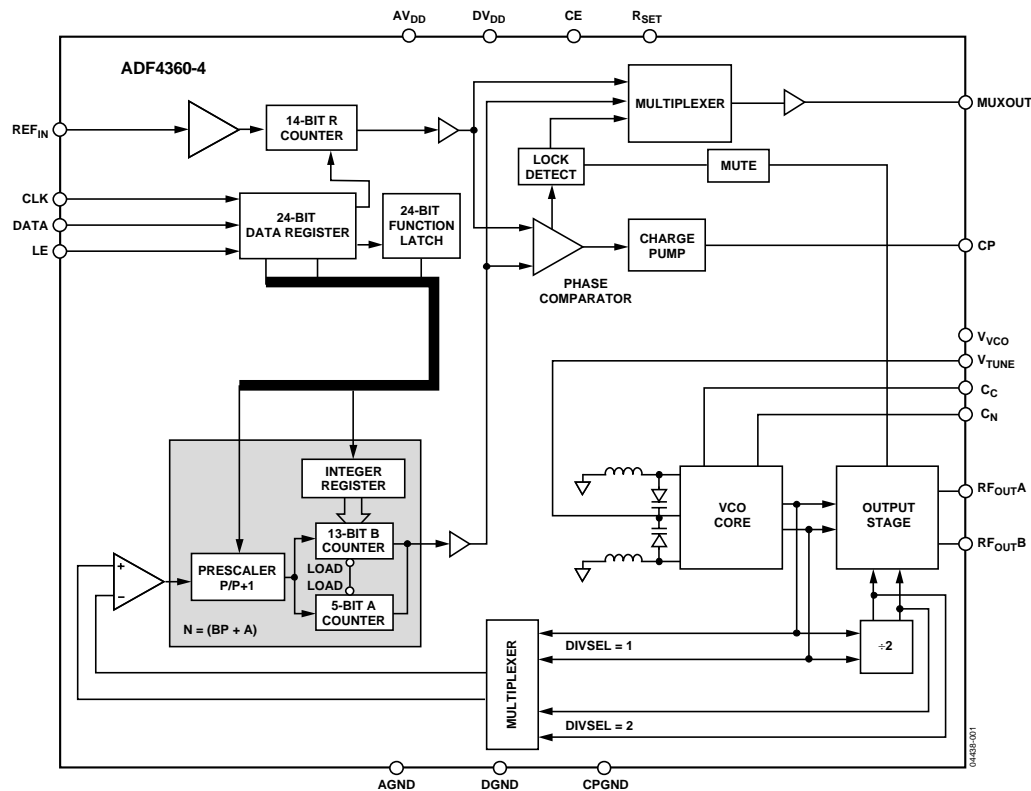 AVDD
DVDD
CE
RSET
ADF4360-4
MULTIPLEXER
MUXOUT
REFIN
14-BIT R
COUNTER
LOCK
DETECT
MUTE
CLK
DATA
LE
24-BIT
DATA REGISTER
24-BIT
FUNCTION
LATCH
CHARGE
PUMP
CP
PHASE
COMPARATOR
VVCO
VTUNE
CC
CN
INTEGER
REGISTER
13-BIT B
COUNTER
LOAD
LOAD
5-BIT A
COUNTER
PRESCALER
P/P+1
+
−
N = (BP + A)
VCO
CORE
OUTPUT
STAGE
RFOUTA
RFOUTB
MULTIPLEXER
DIVSEL = 1
÷2
DIVSEL = 2
04438-001
AGND
DGND
CPGND